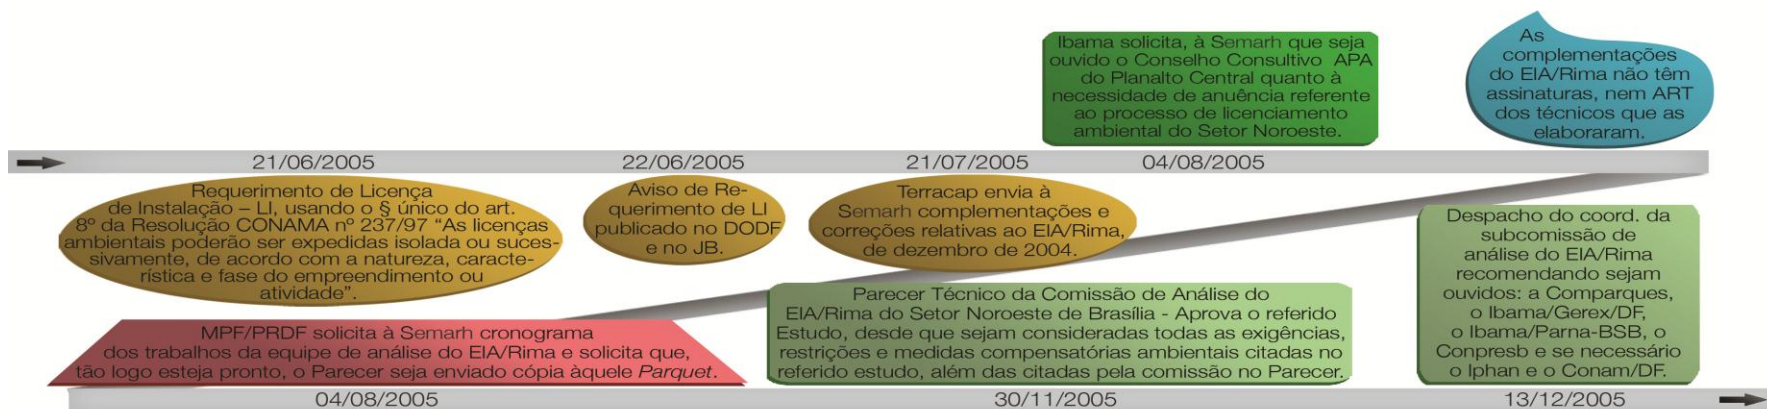 Ibama solicita, à Semarh que seja
ouvido o Conselho Consultivo APA
do Planalto Central quanto à
necessidade de anuência referente
ao processo de licenciamento
ambiental do Setor Noroeste.
As
complementações
do EIA/Rima não têm
assinaturas, nem ART
dos técnicos que as
elaboraram.
21/06/2005
22/06/2005
21/07/2005
04/08/2005
Requerimento de Licença
de Instalação – LI, usando o § único do art.
8º da Resolução CONAMA nº 237/97 “As licenças
ambientais poderão ser expedidas isolada ou suces-
sivamente, de acordo com a natureza, caracte-
rística e fase do empreendimento ou
atividade”.
Aviso de Re-
querimento de LI
publicado no DODF
e no JB.
Terracap envia à
Semarh complementações e
correções relativas ao EIA/Rima,
de dezembro de 2004.
MPF/PRDF solicita à Semarh cronograma
dos trabalhos da equipe de análise do EIA/Rima e solicita que,
tão logo esteja pronto, o Parecer seja enviado cópia àquele Parquet.
Parecer Técnico da Comissão de Análise do
EIA/Rima do Setor Noroeste de Brasília - Aprova o referido
Estudo, desde que sejam consideradas todas as exigências,
restrições e medidas compensatórias ambientais citadas no
referido estudo, além das citadas pela comissão no Parecer.
Despacho do coord. da
subcomissão de
análise do EIA/Rima
recomendando sejam
ouvidos: a Comparques,
o Ibama/Gerex/DF,
o Ibama/Parna-BSB, o
Conpresb e se necessário
o Iphan e o Conam/DF.
04/08/2005
30/11/2005
13/12/2005